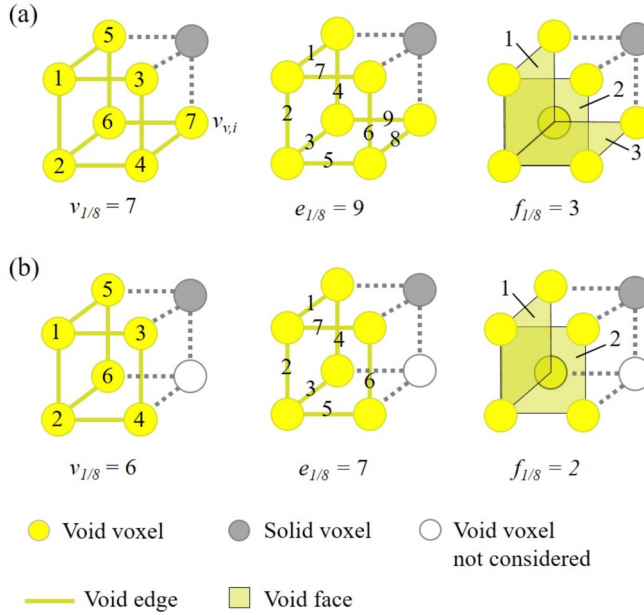 (a)
5
1 3
6 7 v_{v,i}
2 4
v_{1/8} = 7
1
7
2 4
9
3 6 8
5
e_{1/8} = 9
1
2
3
f_{1/8} = 3
(b)
5
1 3
6
2 4
v_{1/8} = 6
1
7
2 4
3 6
5
e_{1/8} = 7
1
2
f_{1/8} = 2
Void voxel
Solid voxel
Void voxel
not considered
Void edge
Void face